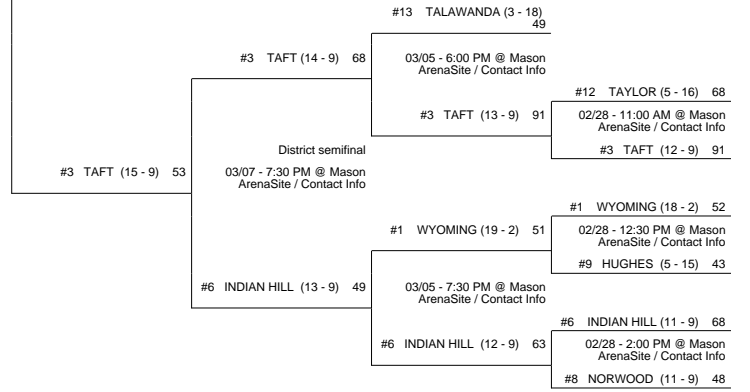 #13 TALAWANDA (3 - 18)
49
#3 TAFT (14 - 9) 68
03/05 - 6:00 PM @ Mason
ArenaSite / Contact Info
#12 TAYLOR (5 - 16) 68
#3 TAFT (13 - 9) 91
02/28 - 11:00 AM @ Mason
ArenaSite / Contact Info
District semifinal
#3 TAFT (12 - 9) 91
#3 TAFT (15 - 9) 53
03/07 - 7:30 PM @ Mason
ArenaSite / Contact Info
#1 WYOMING (18 - 2) 52
#1 WYOMING (19 - 2) 51
02/28 - 12:30 PM @ Mason
ArenaSite / Contact Info
#9 HUGHES (5 - 15) 43
#6 INDIAN HILL (13 - 9) 49
03/05 - 7:30 PM @ Mason
ArenaSite / Contact Info
#6 INDIAN HILL (11 - 9) 68
#6 INDIAN HILL (12 - 9) 63
02/28 - 2:00 PM @ Mason
ArenaSite / Contact Info
#8 NORWOOD (11 - 9) 48